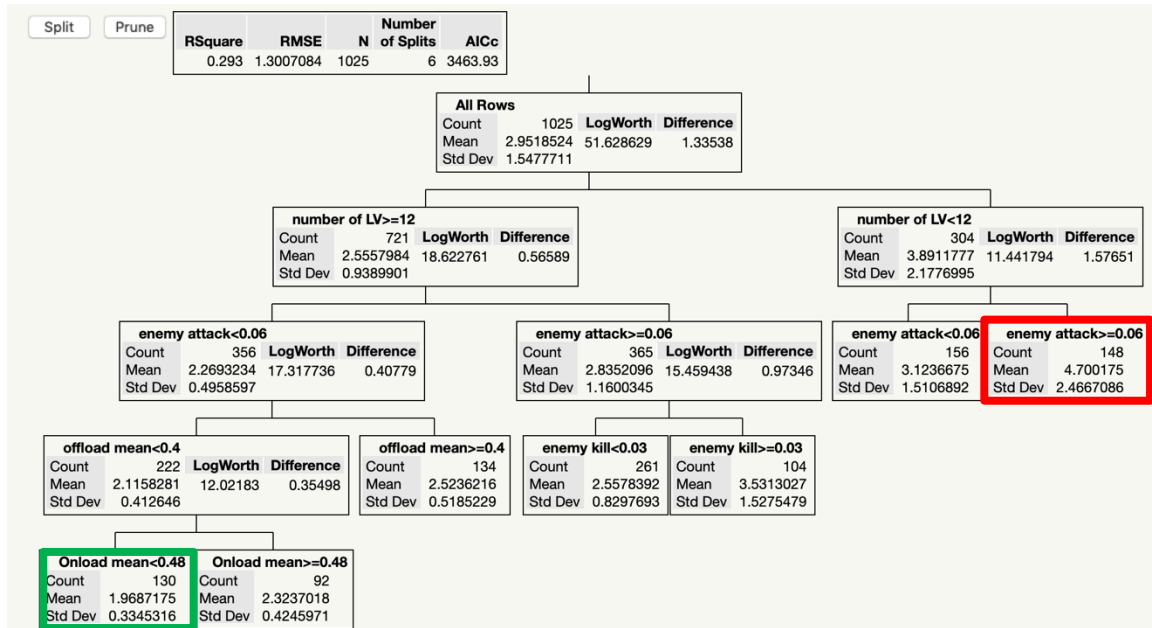 Split Prune
Number
RSquare RMSE N of Splits AICc
0.293 1.3007084 1025 6 3463.93
All Rows
Count 1025 LogWorth Difference
Mean 2.9518524 51.628629 1.33538
Std Dev 1.5477711
number of LV>=12
Count 721 LogWorth Difference
Mean 2.5557984 18.622761 0.56589
Std Dev 0.9389901
number of LV<12
Count 304 LogWorth Difference
Mean 3.8911777 11.441794 1.57651
Std Dev 2.1776995
enemy attack<0.06
Count 356 LogWorth Difference
Mean 2.2693234 17.317736 0.40779
Std Dev 0.4958597
enemy attack>=0.06
Count 365 LogWorth Difference
Mean 2.8352096 15.459438 0.97346
Std Dev 1.1600345
enemy attack<0.06
Count 156
Mean 3.1236675
Std Dev 1.5106892
enemy attack>=0.06
Count 148
Mean 4.700175
Std Dev 2.4667086
offload mean<0.4
Count 222 LogWorth Difference
Mean 2.1158281 12.02183 0.35498
Std Dev 0.412646
offload mean>=0.4
Count 134
Mean 2.5236216
Std Dev 0.5185229
enemy kill<0.03
Count 261
Mean 2.5578392
Std Dev 0.8297693
enemy kill>=0.03
Count 104
Mean 3.5313027
Std Dev 1.5275479
Onload mean<0.48
Count 130
Mean 1.9687175
Std Dev 0.3345316
Onload mean>=0.48
Count 92
Mean 2.3237018
Std Dev 0.4245971